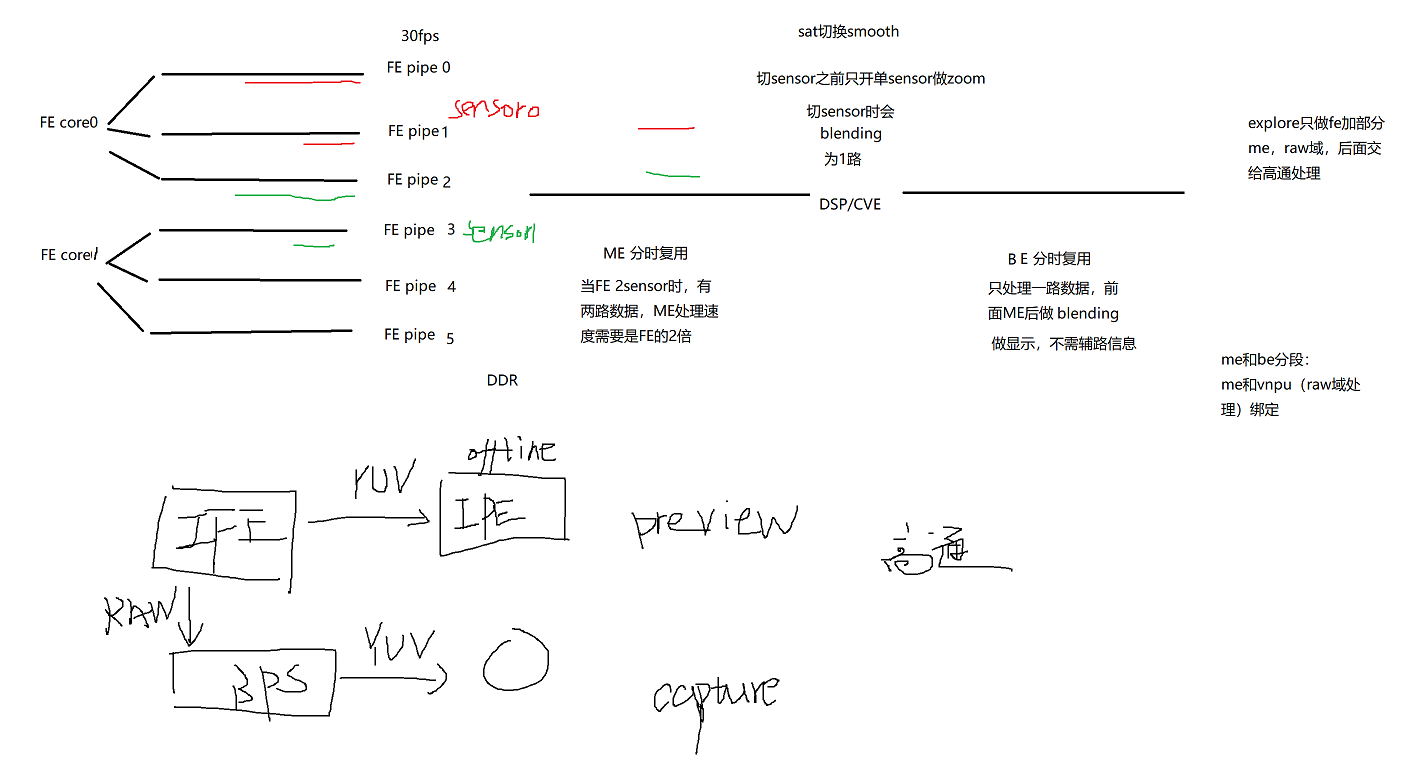 30fps
sat切换smooth
FE pipe 0
切sensor之前只开单sensor做zoom
sensor0
切sensor时会
blending
为1路
FE core0
FE pipe 1
explore只做fe加部分
me，raw域，后面交
给高通处理
FE pipe 2
DSP/CVE
FE pipe 3
sensor1
FE core1
ME 分时复用
当FE 2sensor时，有
两路数据，ME处理速
度需要是FE的2倍
B E 分时复用
只处理一路数据，前
面ME后做 blending
做显示，不需辅路信息
FE pipe 4
FE pipe 5
me和be分段：
me和vnpu（raw域处
理）绑定
DDR
offline
YUV
IFE
IPE
preview
高通
RAW
YUV
BPS
capture